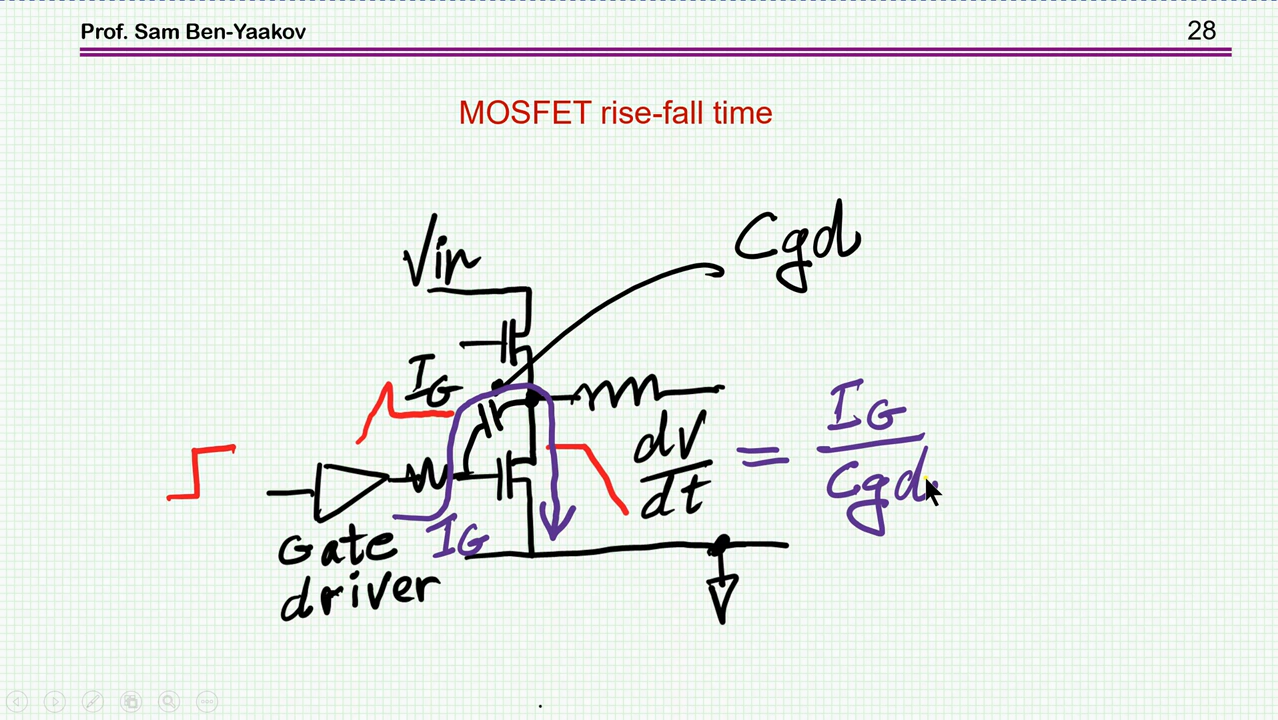 Prof. Sam Ben-Yaakov
28
MOSFET rise-fall time
Vin
Cgd
IG
dV/dt = IG/Cgd
IG
Gate
driver